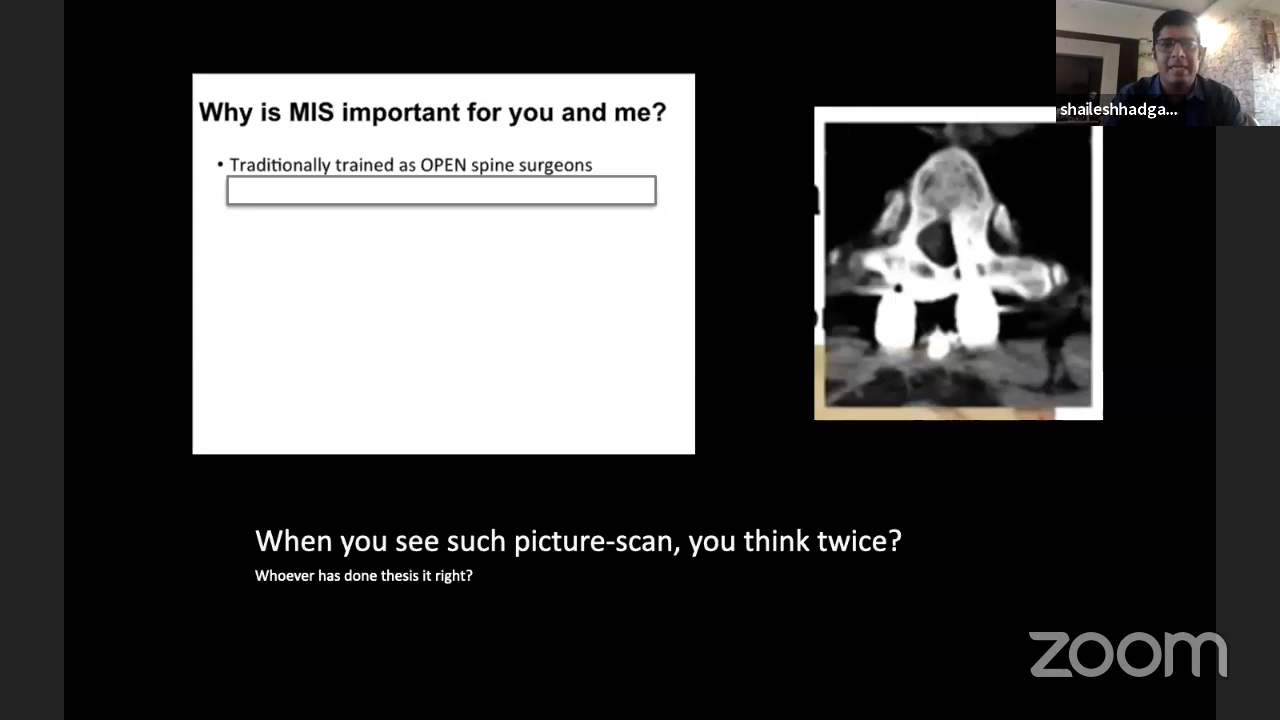 Why is MIS important for you and me?
• Traditionally trained as OPEN spine surgeons
shaileshhadga...
When you see such picture-scan, you think twice?
Whoever has done thesis it right?
zoom